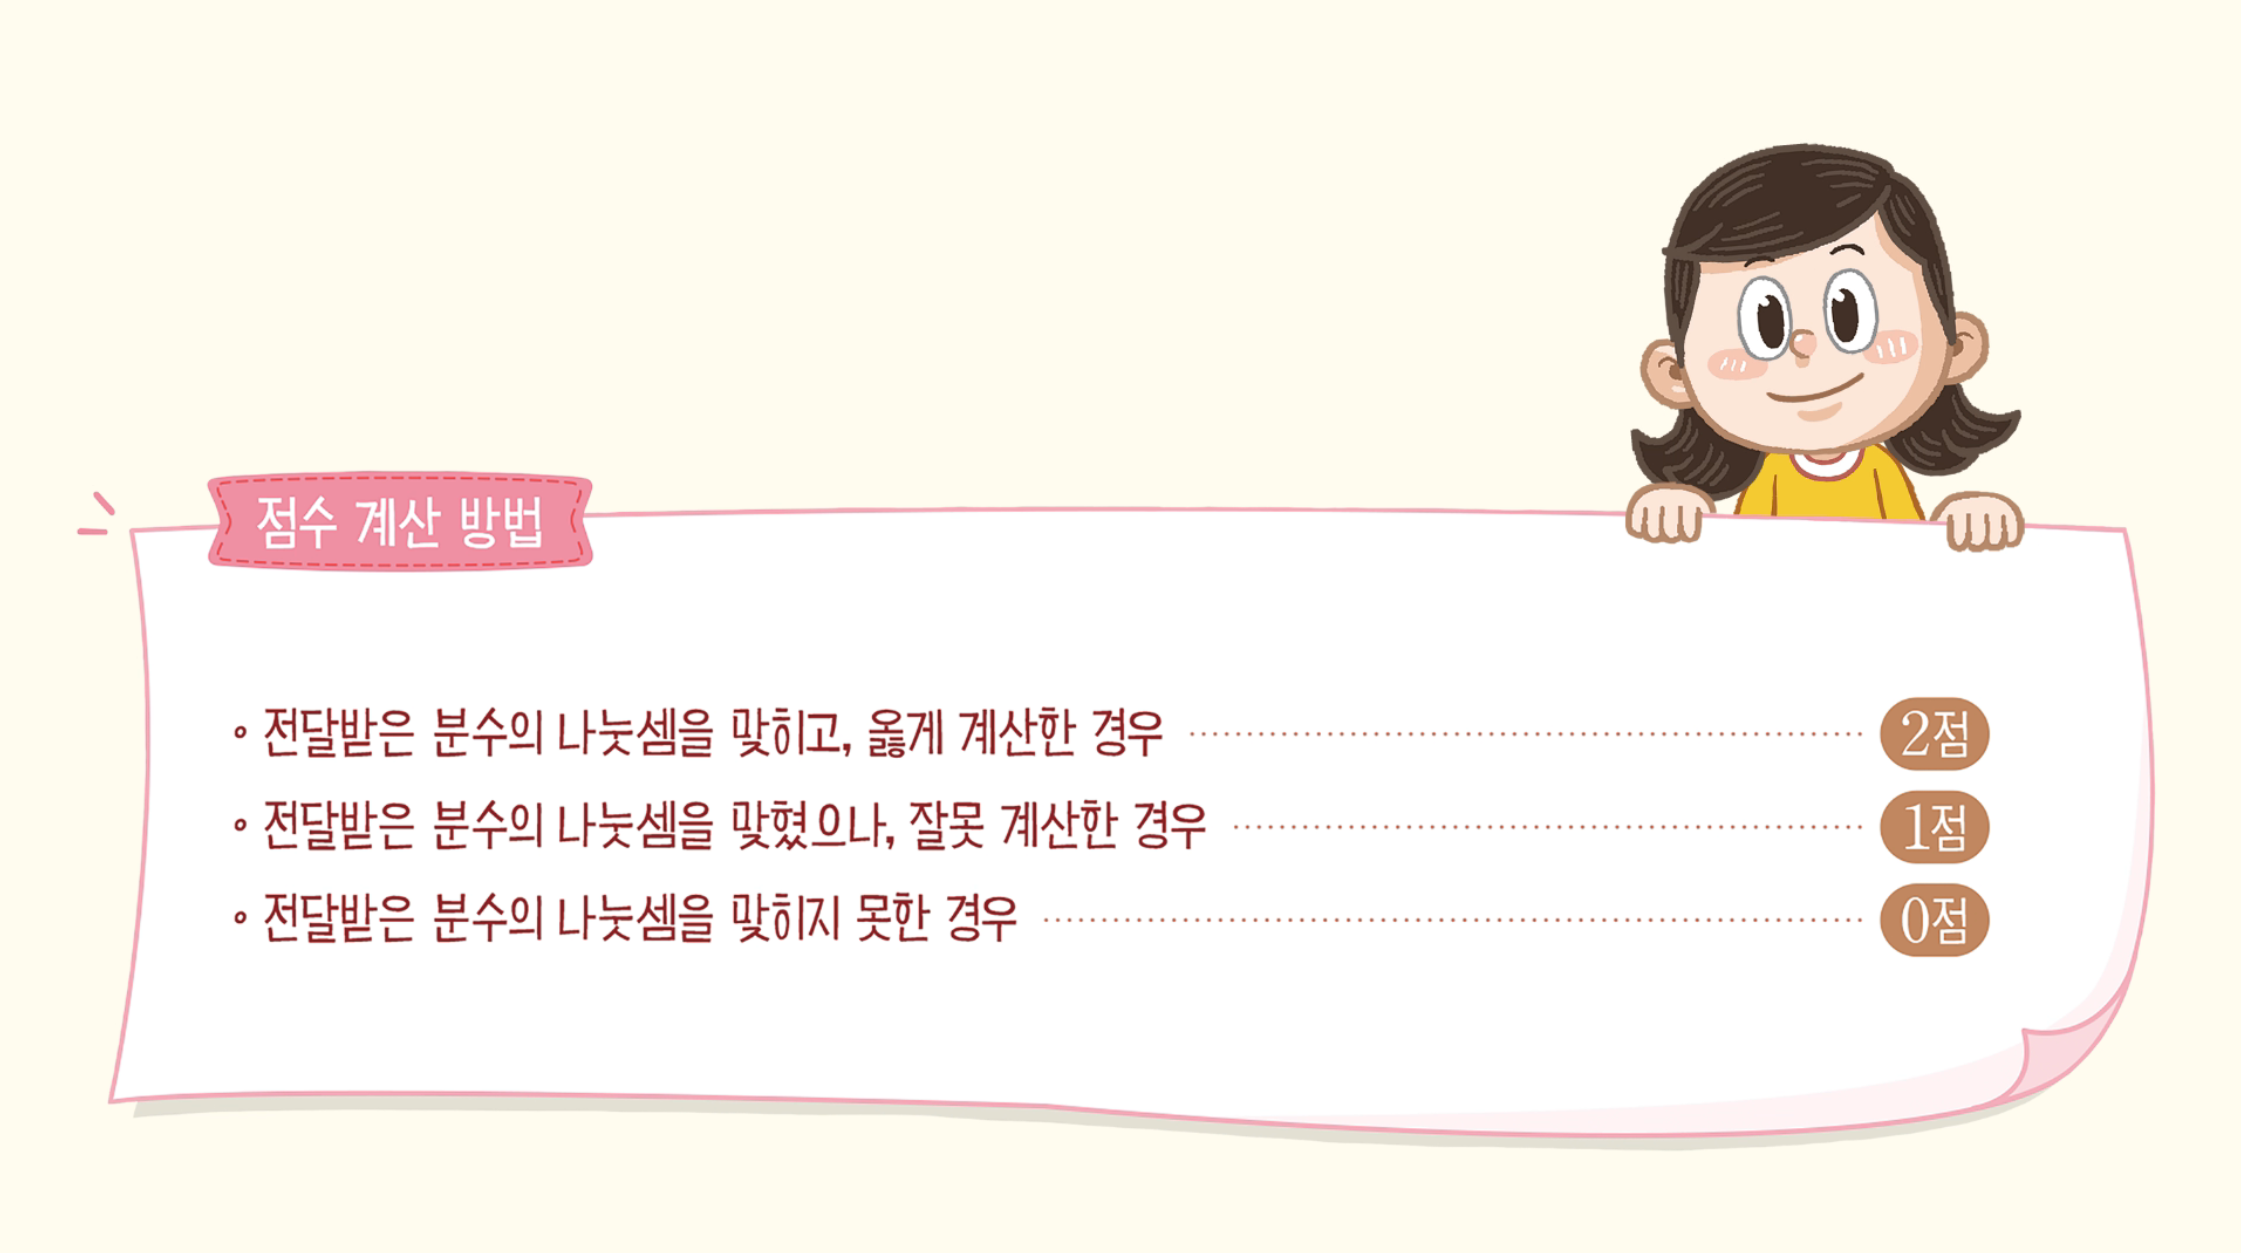 점수 계산 방법
◦ 전달받은 분수의 나눗셈을 맞히고, 옳게 계산한 경우 2점
◦ 전달받은 분수의 나눗셈을 맞혔으나, 잘못 계산한 경우 1점
◦ 전달받은 분수의 나눗셈을 맞히지 못한 경우 0점